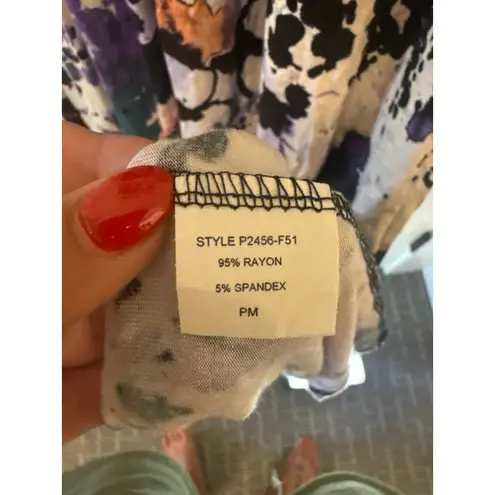 STYLE P2456-F51
95% RAYON
5% SPANDEX
PM